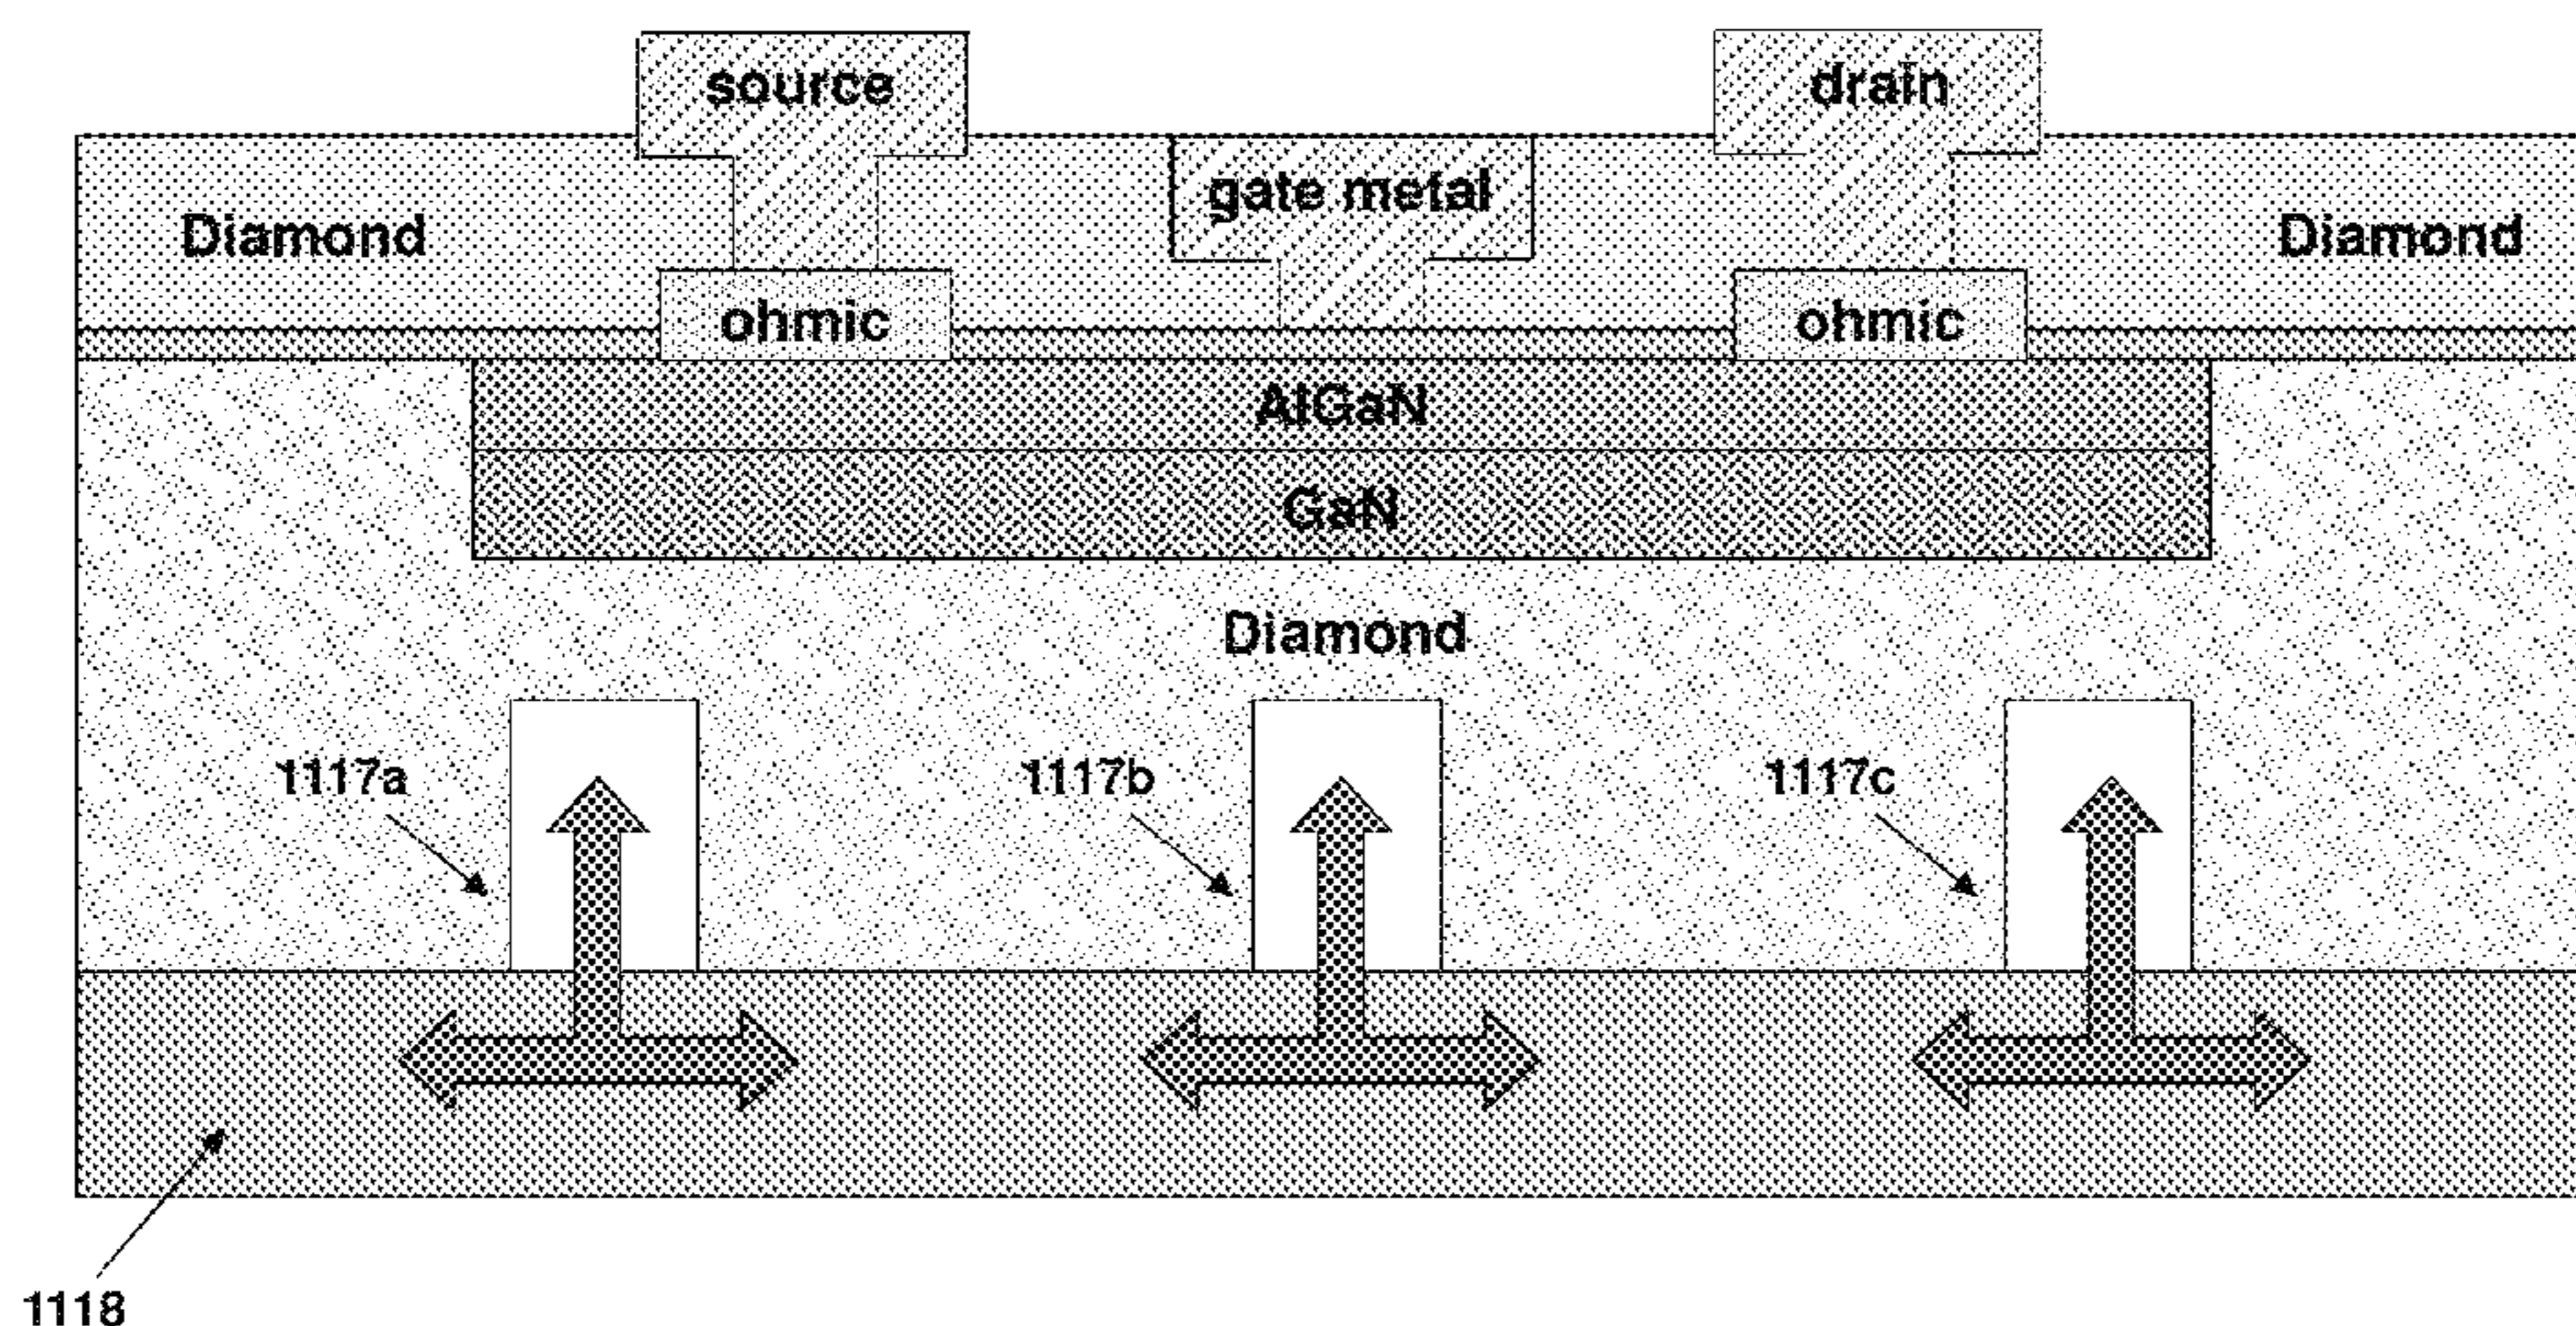 source
drain
gate metal
Diamond
Diamond
ohmic
ohmic
AlGaN
GaN
Diamond
1117a
1117b
1117c
1118